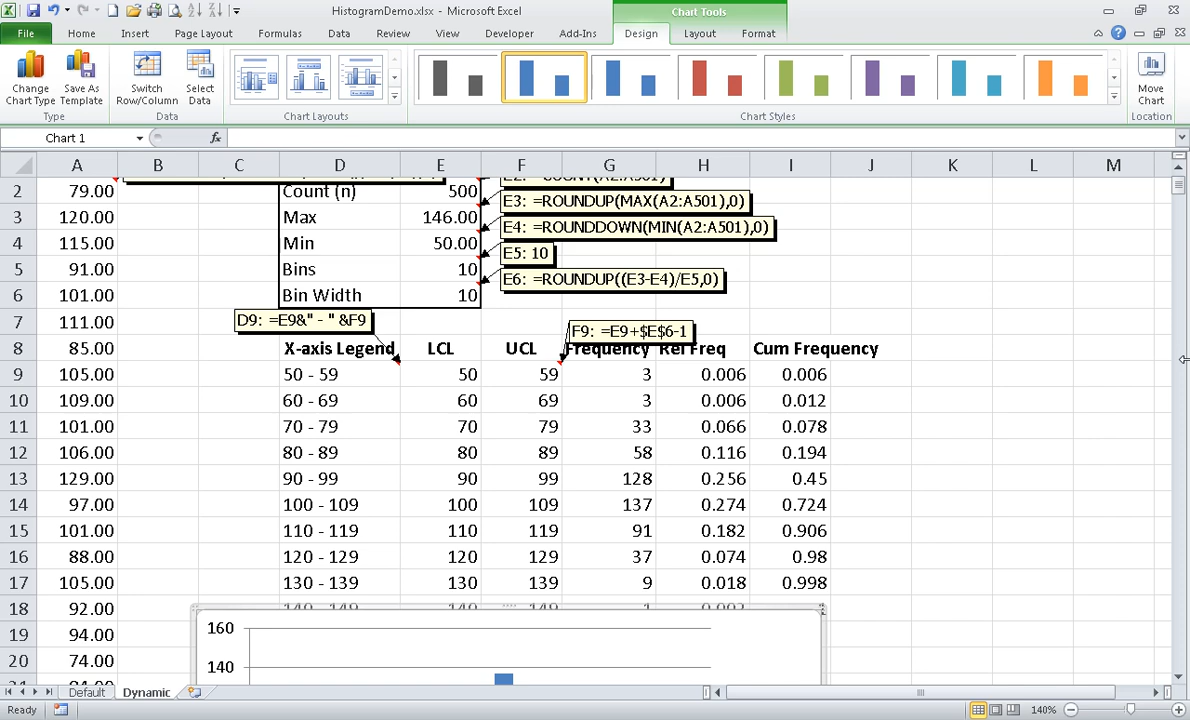 HistogramDemo.xlsx - Microsoft Excel
Chart Tools
File Home Insert Page Layout Formulas Data Review View Developer Add-Ins Design Layout Format
Change Chart Type
Save As Template
Switch Row/Column
Select Data
Move Chart
Type Data Chart Layouts Chart Styles Location
Chart 1 fx
A B C D E F G H I J K L M
2 79.00 Count (n) 500
3 120.00 Max 146.00 E3: =ROUNDUP(MAX(A2:A501),0)
4 115.00 Min 50.00 E4: =ROUNDDOWN(MIN(A2:A501),0)
5 91.00 Bins 10 E5: 10
6 101.00 Bin Width 10 E6: =ROUNDUP((E3-E4)/E5,0)
7 111.00 D9: =E9&" - " &F9 F9: =E9+$E$6-1
8 85.00 X-axis Legend LCL UCL Frequency Rel Freq Cum Frequency
9 105.00 50 - 59 50 59 3 0.006 0.006
10 109.00 60 - 69 60 69 3 0.006 0.012
11 101.00 70 - 79 70 79 33 0.066 0.078
12 106.00 80 - 89 80 89 58 0.116 0.194
13 129.00 90 - 99 90 99 128 0.256 0.45
14 97.00 100 - 109 100 109 137 0.274 0.724
15 101.00 110 - 119 110 119 91 0.182 0.906
16 88.00 120 - 129 120 129 37 0.074 0.98
17 105.00 130 - 139 130 139 9 0.018 0.998
18 92.00 140 - 149 140 149 1 0.002
19 94.00 160
20 74.00 140
Default Dynamic
Ready 140%